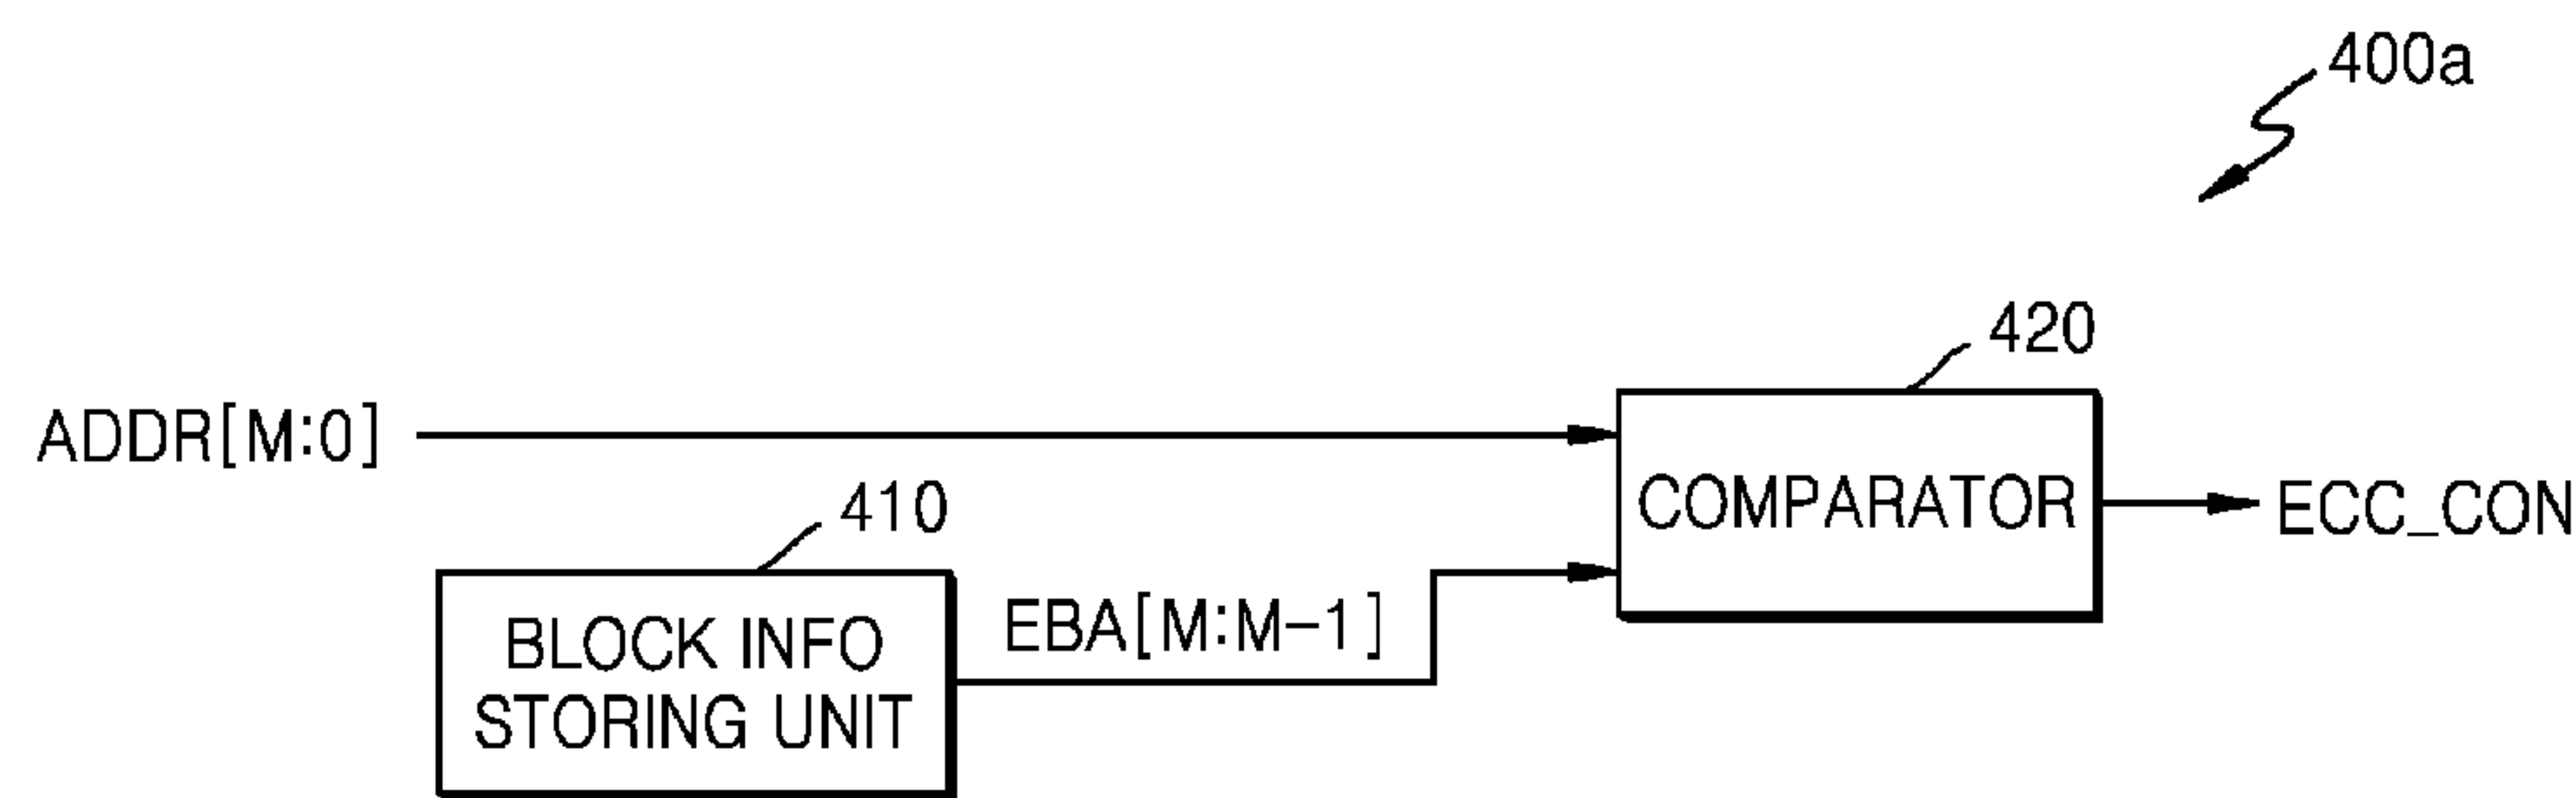 400a
420
ADDR[M:0]
410
COMPARATOR
ECC_CON
EBA[M:M-1]
BLOCK INFO
STORING UNIT